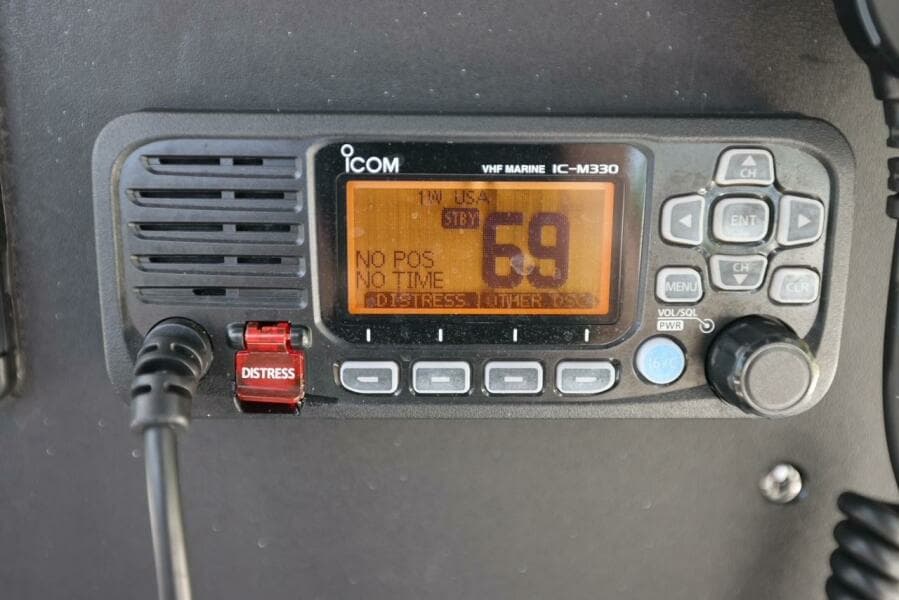 ICOM
VHF MARINE IC-M330
1W USA
STBY
69
NO POS
NO TIME
DISTRESS OTHER DSC
CH
ENT
CH
MENU
CLR
VOL/SQL
PWR
16/C
DISTRESS